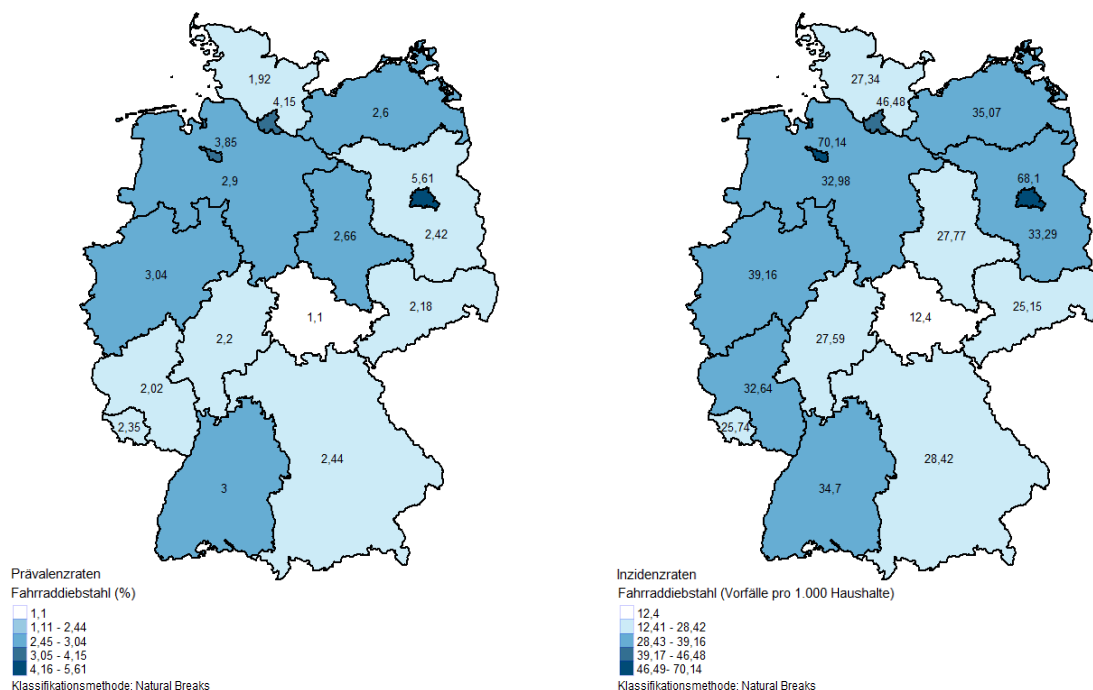 1,92
4,15
2,6
3,85
2,9
5,61
2,42
2,66
3,04
2,18
1,1
2,2
2,02
2,35
2,44
3
Prävalenzraten
Fahrraddiebstahl (%)
1,1
1,11 - 2,44
2,45 - 3,04
3,05 - 4,15
4,16 - 5,61
Klassifikationsmethode: Natural Breaks
27,34
46,48
35,07
70,14
32,98
68,1
33,29
27,77
39,16
25,15
12,4
27,59
32,64
25,74
28,42
34,7
Inzidenzraten
Fahrraddiebstahl (Vorfälle pro 1.000 Haushalte)
12,4
12,41 - 28,42
28,43 - 39,16
39,17 - 46,48
46,49- 70,14
Klassifikationsmethode: Natural Breaks